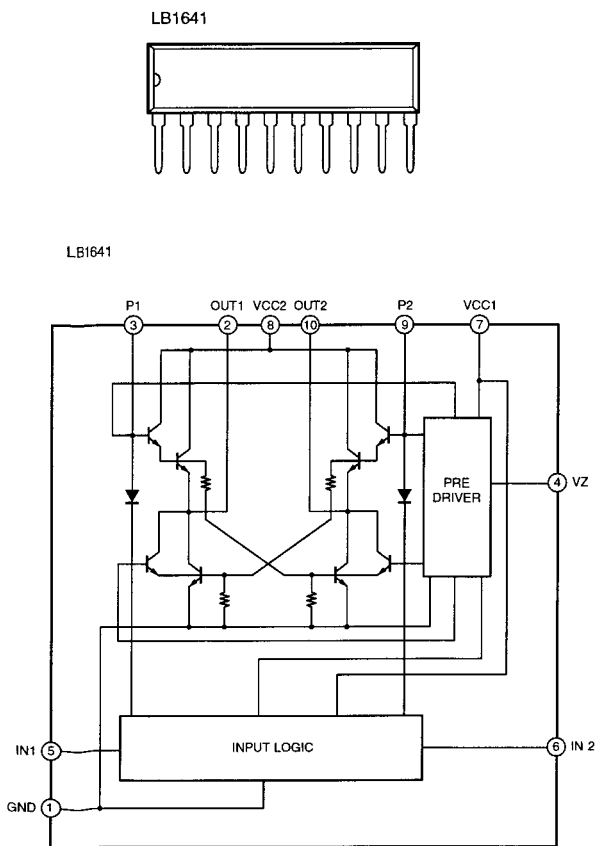 LB1641
LB1641
P1 OUT1 VCC2 OUT2 P2 VCC1
3 2 8 10 9 7
PRE
DRIVER
4 VZ
IN1 5 INPUT LOGIC 6 IN 2
GND 1